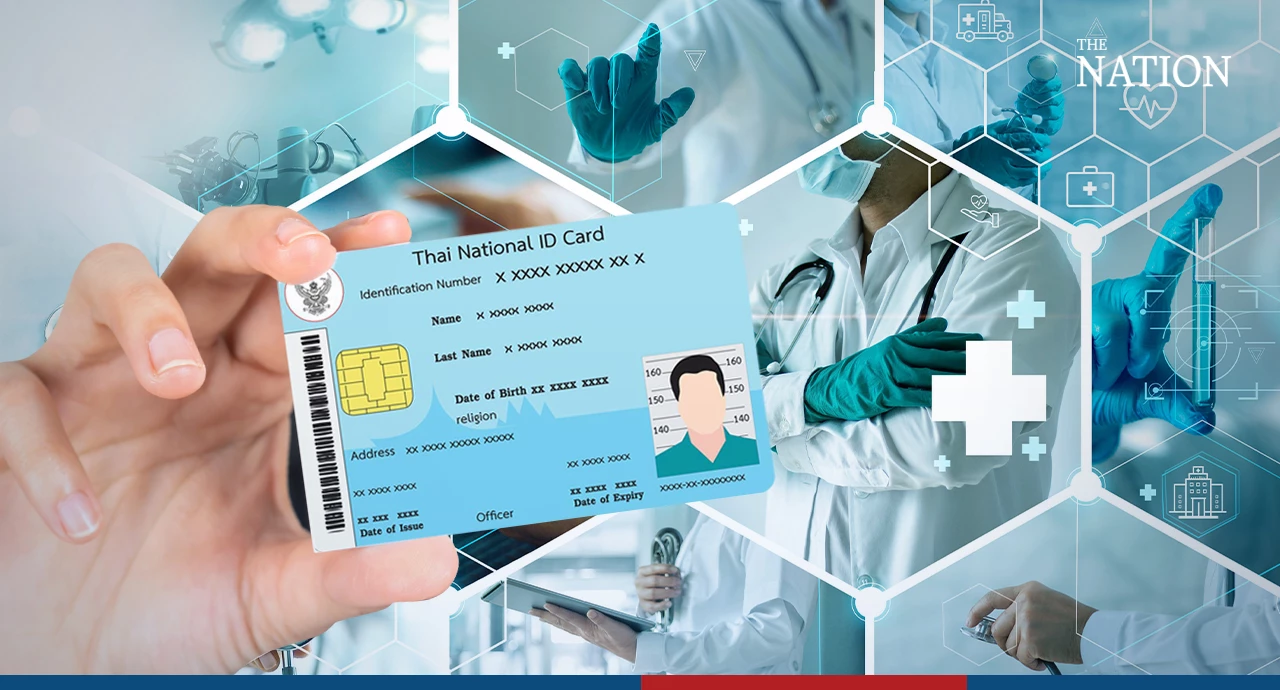 THE
NATION
Thai National ID Card
Identification Number X XXXX XXXXX XX X
Name X XXXX XXXX
Last Name X XXXX XXXX
Date of Birth XX XXXX XXXX
religion
Address XX XXXX XXXXX XXXXX
XX XXXX XXXX
XX XXXX XXXX
XX XXX XXXX
Date of Issue
Officer
XX XXXX XXXX
Date of Expiry
160 160
150 150
140 140
XXXX-XX-XXXXXXXX